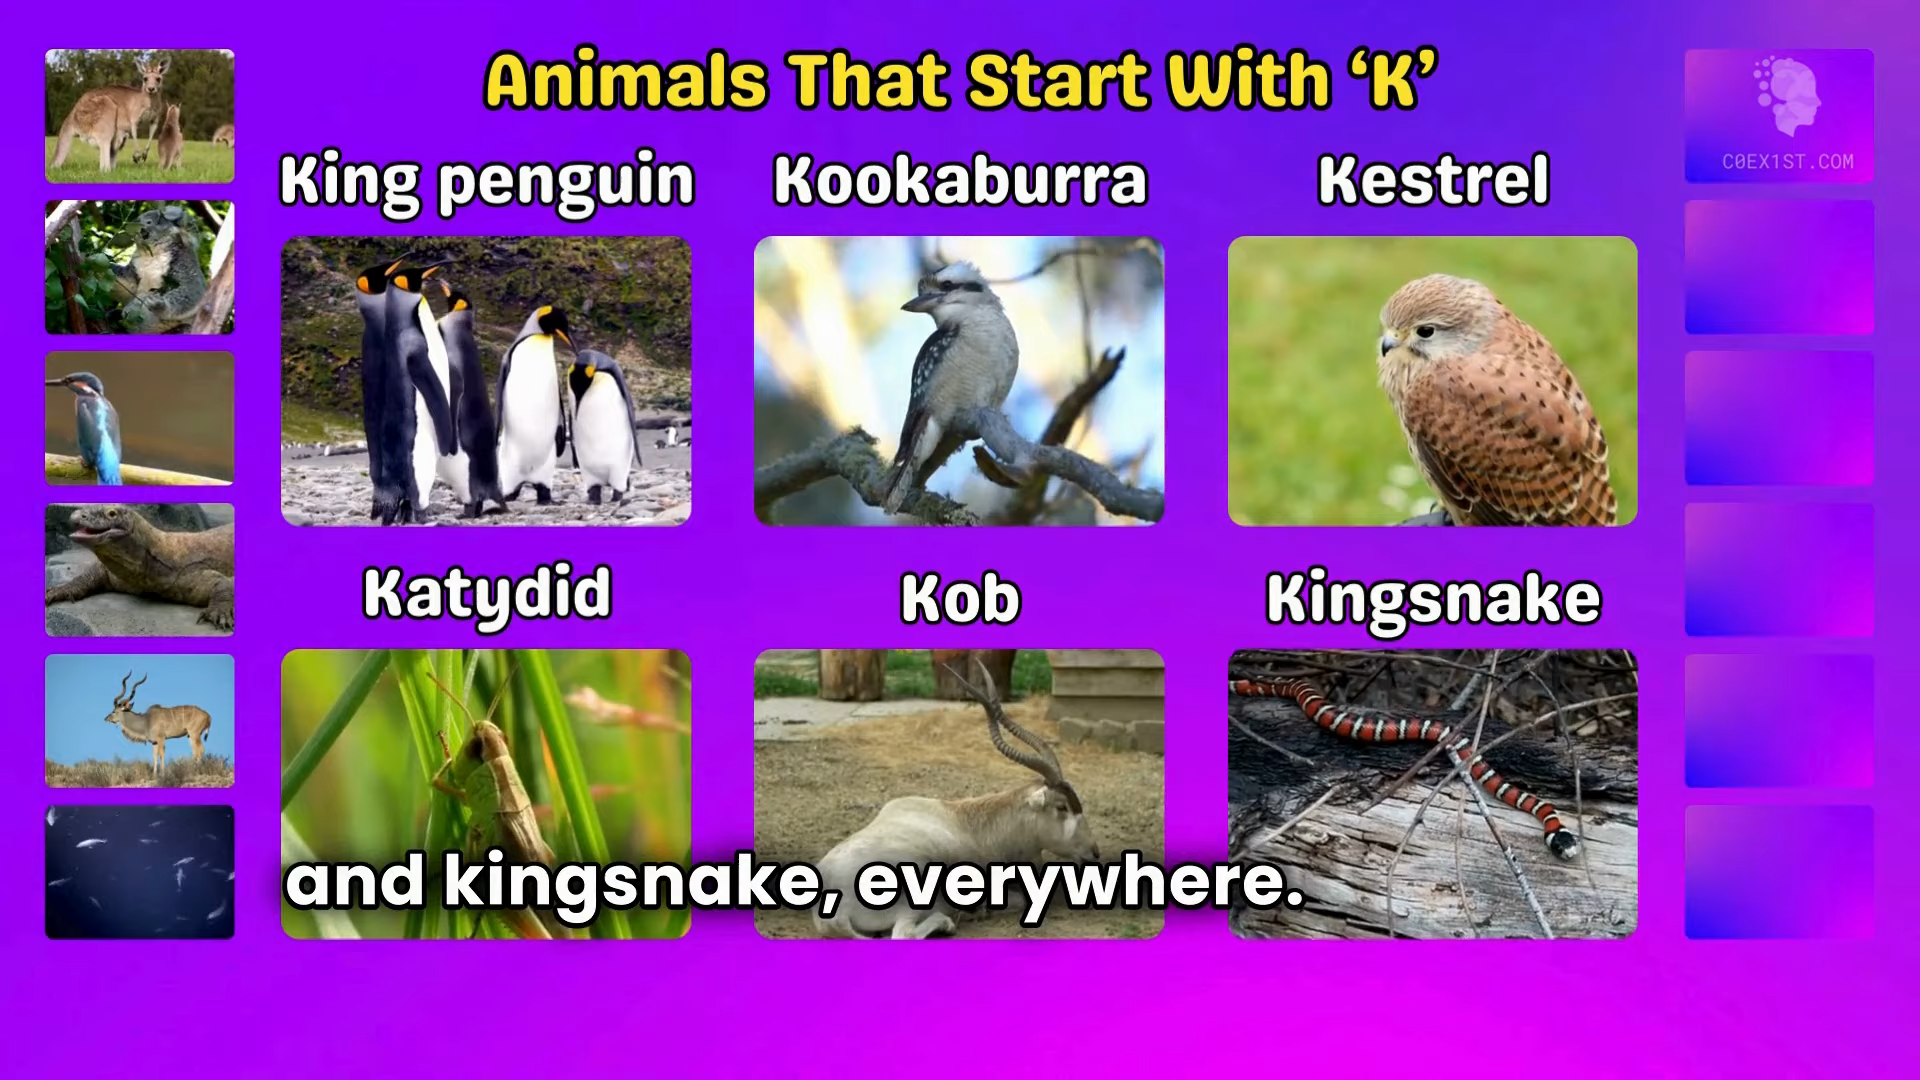 Animals That Start With ‘K’
King penguin
Kookaburra
Kestrel
Katydid
Kob
Kingsnake
and kingsnake, everywhere.
C0EX1ST.COM